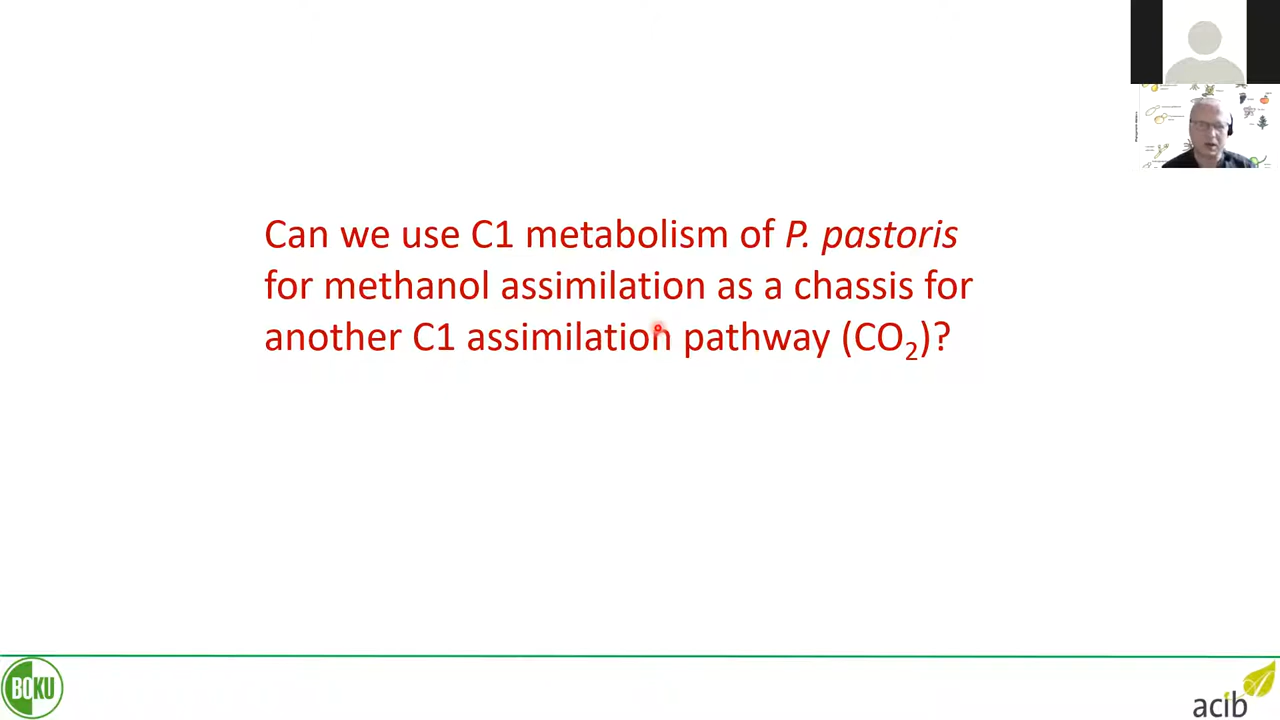 Can we use C1 metabolism of P. pastoris
for methanol assimilation as a chassis for
another C1 assimilation pathway (CO₂)?
BOKU
acib